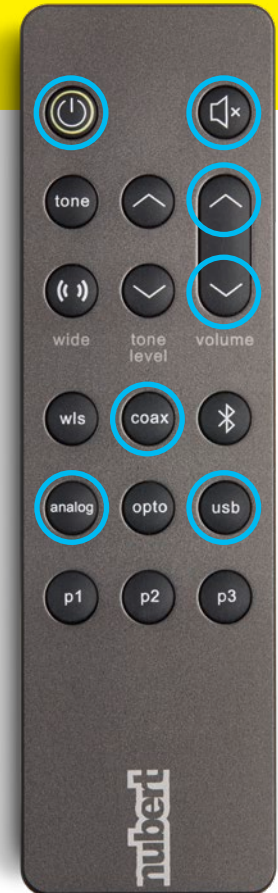 tone
wide
tone
level
volume
wls
coax
analog
opto
usb
p1
p2
p3
nubert